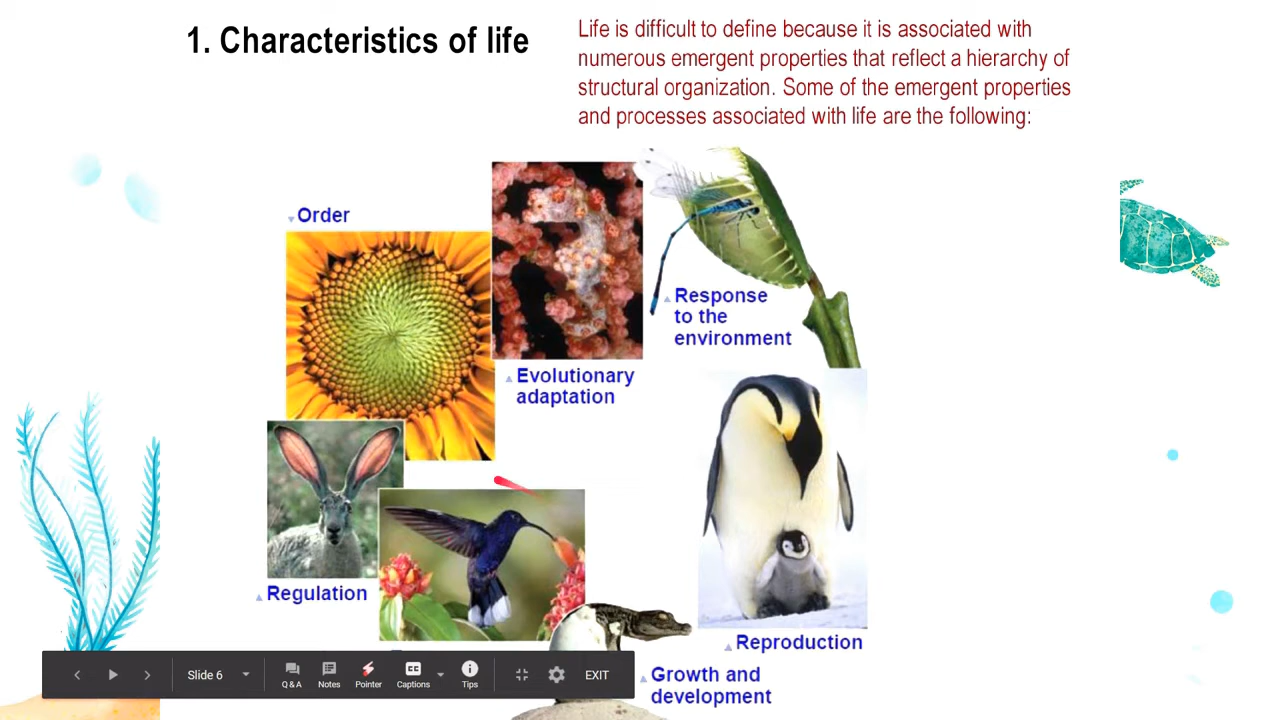 1. Characteristics of life
Life is difficult to define because it is associated with
numerous emergent properties that reflect a hierarchy of
structural organization. Some of the emergent properties
and processes associated with life are the following:
Order
Response
to the
environment
Evolutionary
adaptation
Regulation
Reproduction
Growth and
development
Slide 6
Q & A
Notes
Pointer
CC
Captions
Tips
EXIT